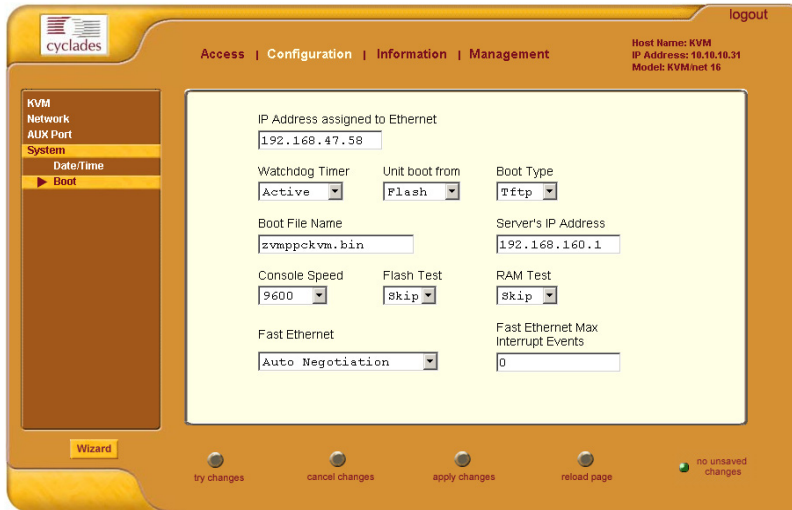 logout
cyclades
Access | Configuration | Information | Management
Host Name: KVM
IP Address: 10.10.10.31
Model: KVM/net 16
KVM
Network
AUX Port
System
Date/Time
Boot
IP Address assigned to Ethernet
192.168.47.58
Watchdog Timer Unit boot from Boot Type
Active Flash Tftp
Boot File Name Server's IP Address
zvmppckvm.bin 192.168.160.1
Console Speed Flash Test RAM Test
9600 Skip Skip
Fast Ethernet
Auto Negotiation
Fast Ethernet Max
Interrupt Events
0
Wizard
try changes
cancel changes
apply changes
reload page
no unsaved
changes